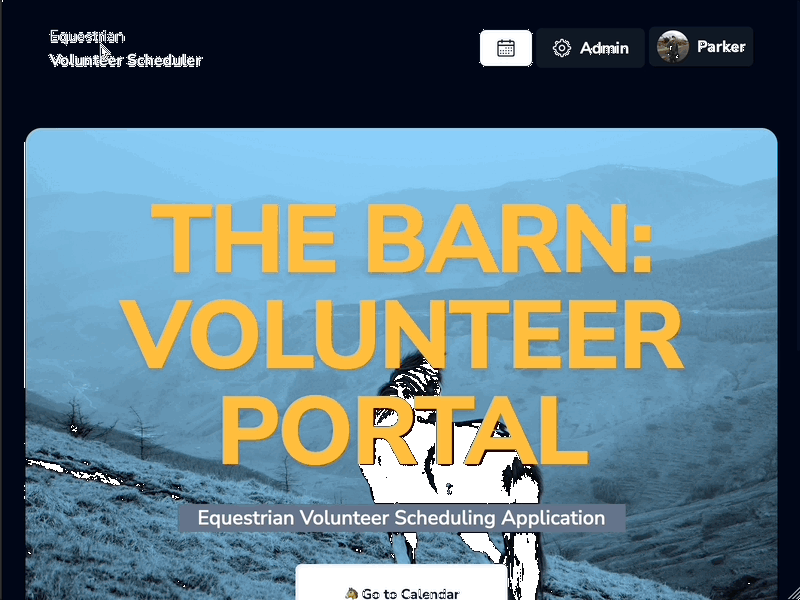 Equestrian
Volunteer Scheduler
Admin
Parker
THE BARN:
VOLUNTEER
PORTAL
Equestrian Volunteer Scheduling Application
🐴 Go to Calendar